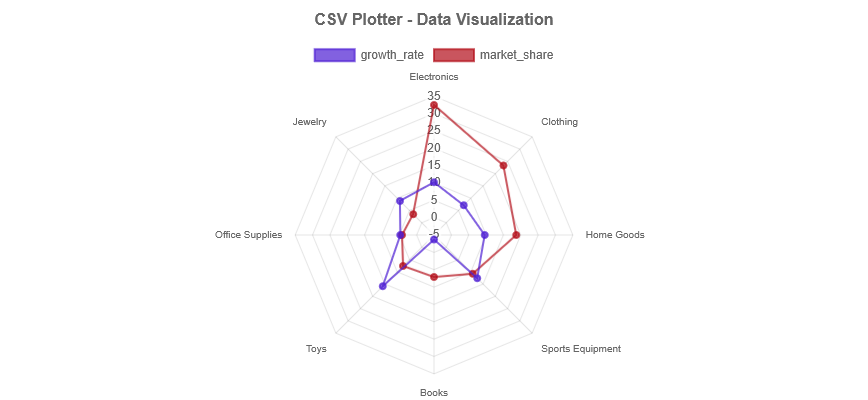 CSV Plotter - Data Visualization
growth_rate market_share
Electronics
Jewelry Clothing
35
30
25
20
15
10
5
0
-5
Office Supplies Home Goods
Toys Sports Equipment
Books